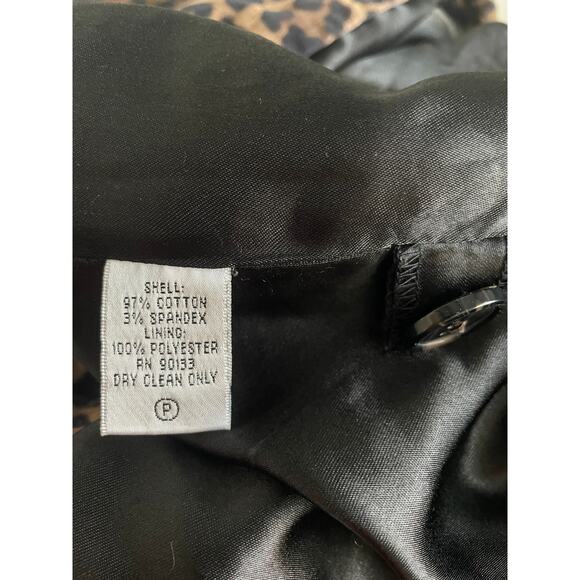 SHELL:
97% COTTON
3% SPANDEX
LINING:
100% POLYESTER
RN 90133
DRY CLEAN ONLY
P